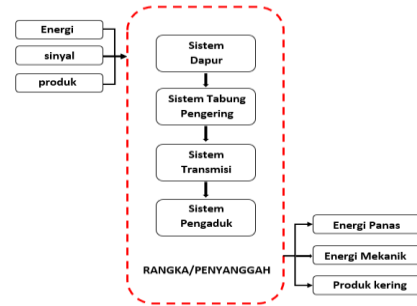 Energi
sinyal
produk
Sistem
Dapur
Sistem Tabung
Pengering
Sistem
Transmisi
Sistem
Pengaduk
RANGKA/PENYANGGAH
Energi Panas
Energi Mekanik
Produk kering